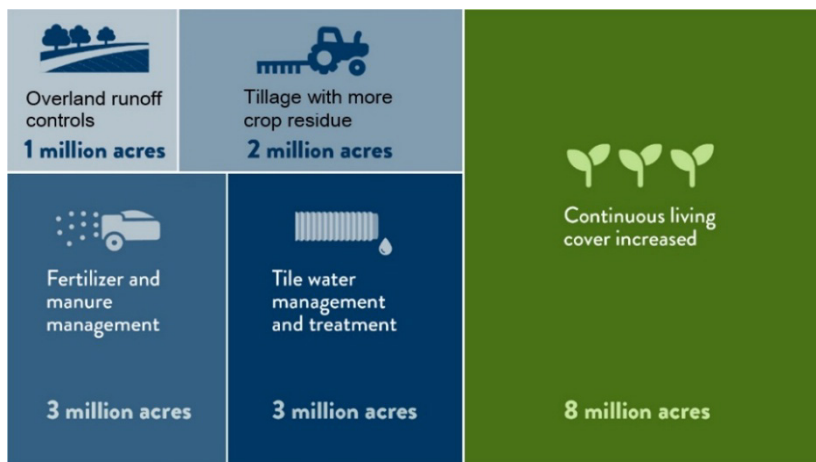 Overland runoff
controls
1 million acres
Tillage with more
crop residue
2 million acres
Continuous living
cover increased
8 million acres
Fertilizer and
manure
management
3 million acres
Tile water
management
and treatment
3 million acres